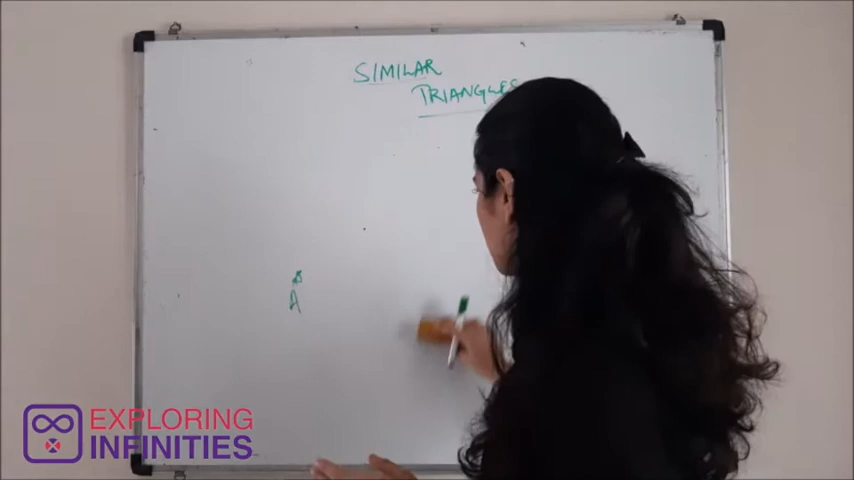 SIMILAR
TRIANGLES
A
EXPLORING
INFINITIES